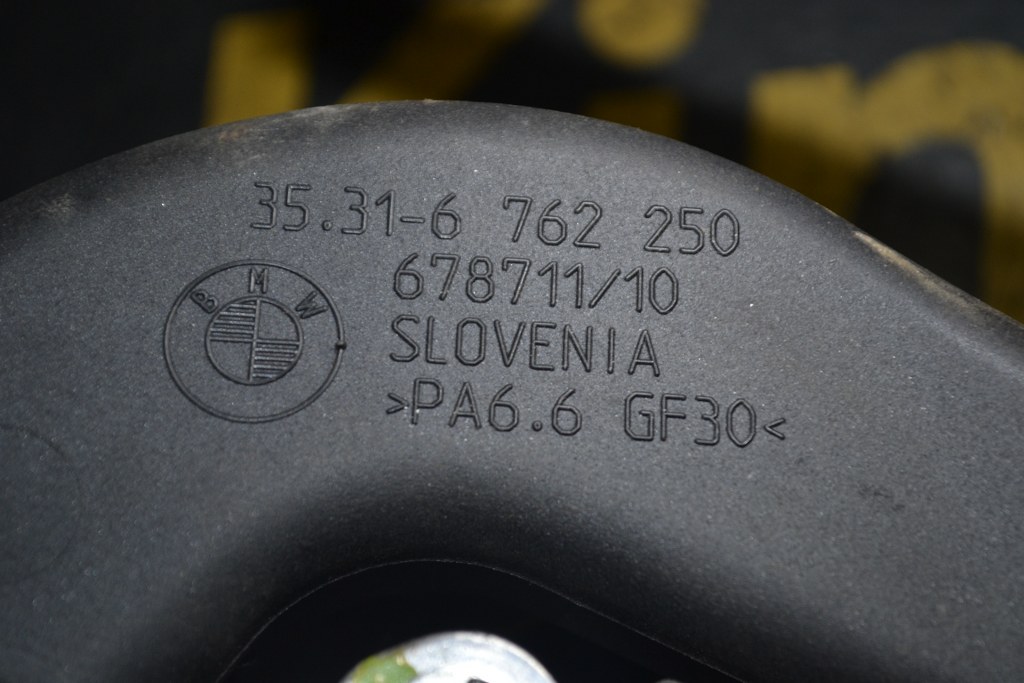 35.31-6 762 250
678711/10
BMW
SLOVENIA
>PA6.6 GF30<